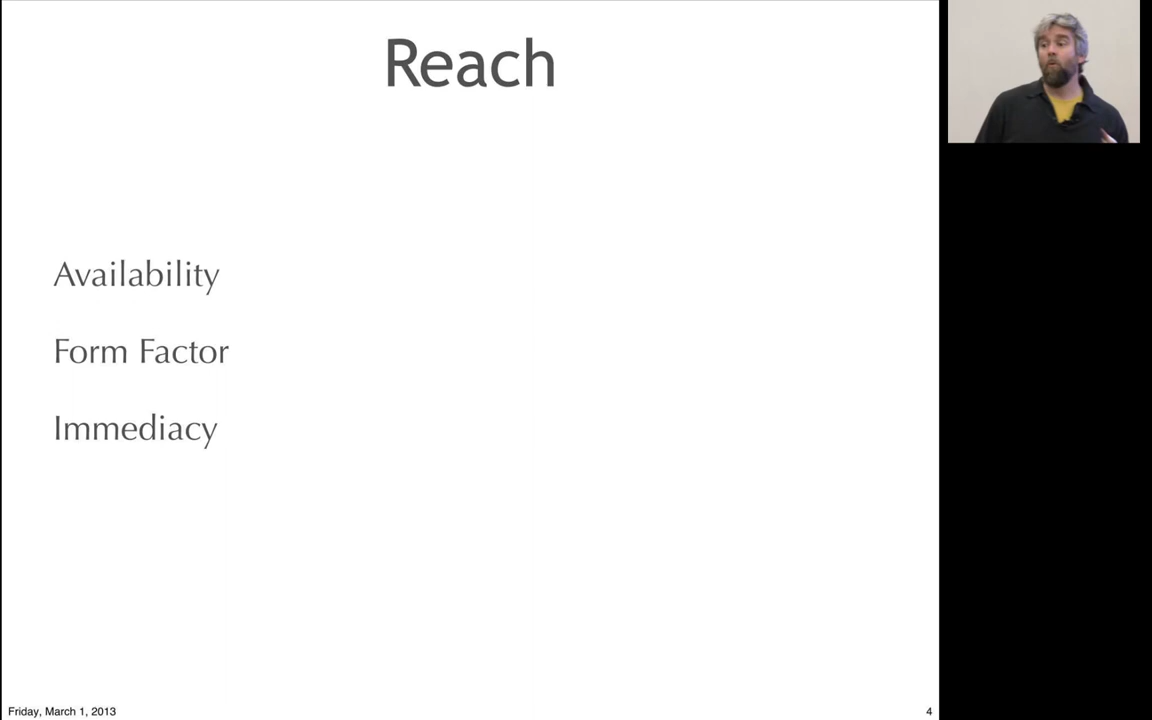 Reach
Availability
Form Factor
Immediacy
Friday, March 1, 2013
4